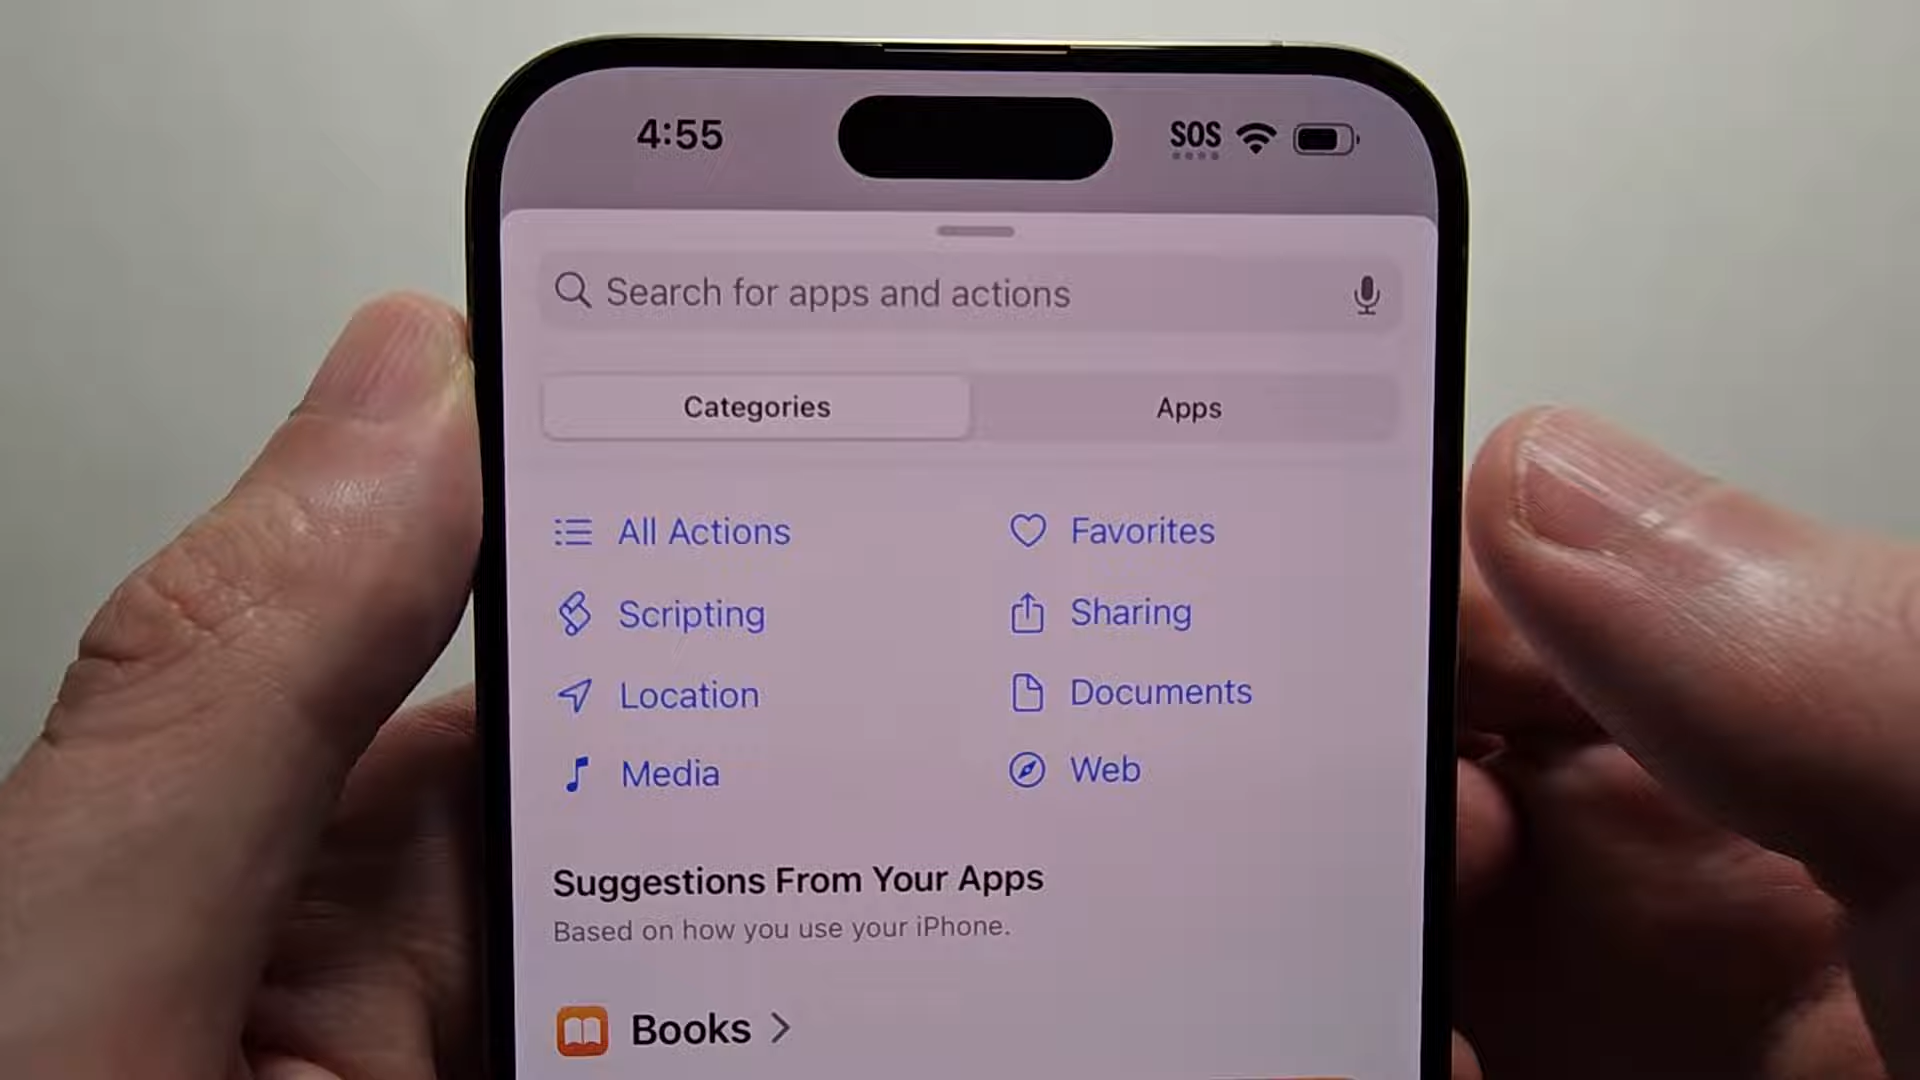 4:55 SOS
Search for apps and actions
Categories Apps
All Actions Favorites
Scripting Sharing
Location Documents
Media Web
Suggestions From Your Apps
Based on how you use your iPhone.
Books